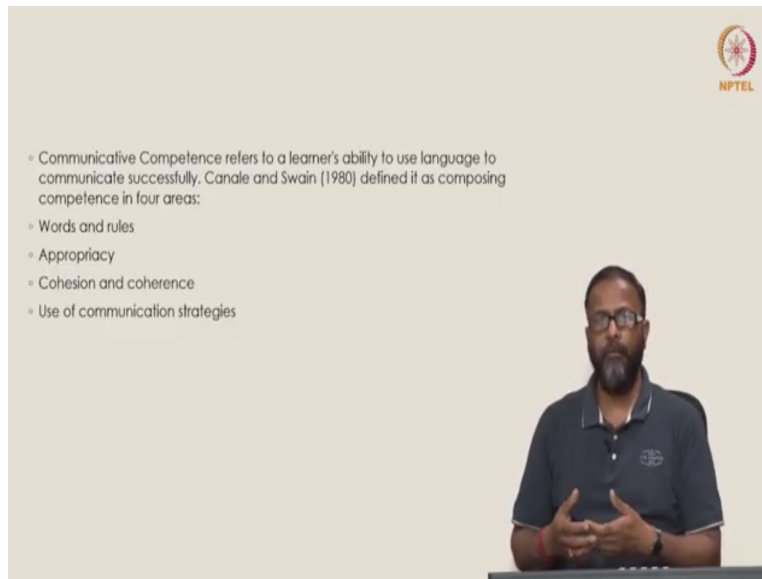 NPTEL
◦ Communicative Competence refers to a learner's ability to use language to
communicate successfully. Canale and Swain (1980) defined it as composing
competence in four areas:
◦ Words and rules
◦ Appropriacy
◦ Cohesion and coherence
◦ Use of communication strategies